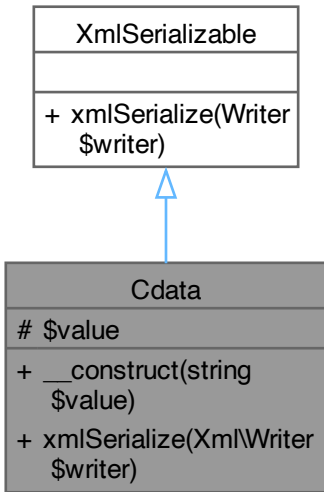 XmlSerializable
+ xmlSerialize(Writer
$writer)
Cdata
# $value
+ __construct(string
$value)
+ xmlSerialize(Xml\Writer
$writer)